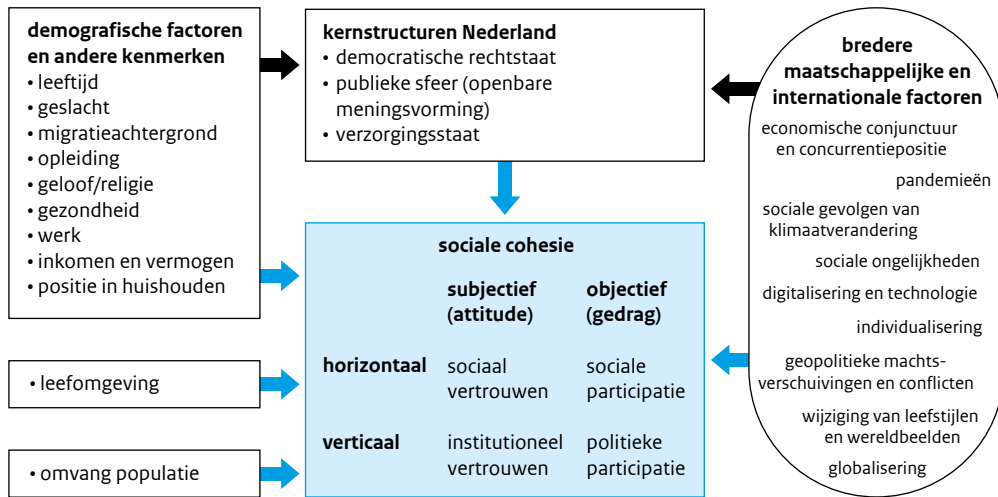 demografische factoren
en andere kenmerken
• leeftijd
• geslacht
• migratieachtergrond
• opleiding
• geloof/religie
• gezondheid
• werk
• inkomen en vermogen
• positie in huishouden
• leefomgeving
• omvang populatie
kernstructuren Nederland
• democratische rechtstaat
• publieke sfeer (openbare
meningsvorming)
• verzorgingsstaat
sociale cohesie
subjectief objectief
(attitude) (gedrag)
horizontaal sociaal sociale
vertrouwen participatie
verticaal institutioneel politieke
vertrouwen participatie
bredere
maatschappelijke en
internationale factoren
economische conjunctuur
en concurrentiepositie
pandemieën
sociale gevolgen van
klimaatverandering
sociale ongelijkheden
digitalisering en technologie
individualisering
geopolitieke machts-
verschuivingen en conflicten
wijziging van leefstijlen
en wereldbeelden
globalisering